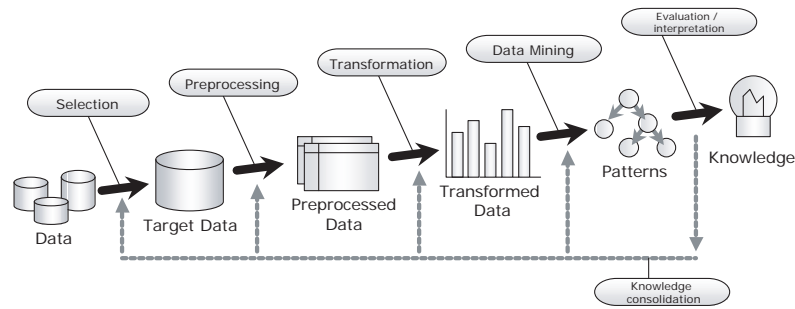 Evaluation /
interpretation
Data Mining
Transformation
Preprocessing
Selection
Data
Target Data
Preprocessed
Data
Transformed
Data
Patterns
Knowledge
Knowledge
consolidation